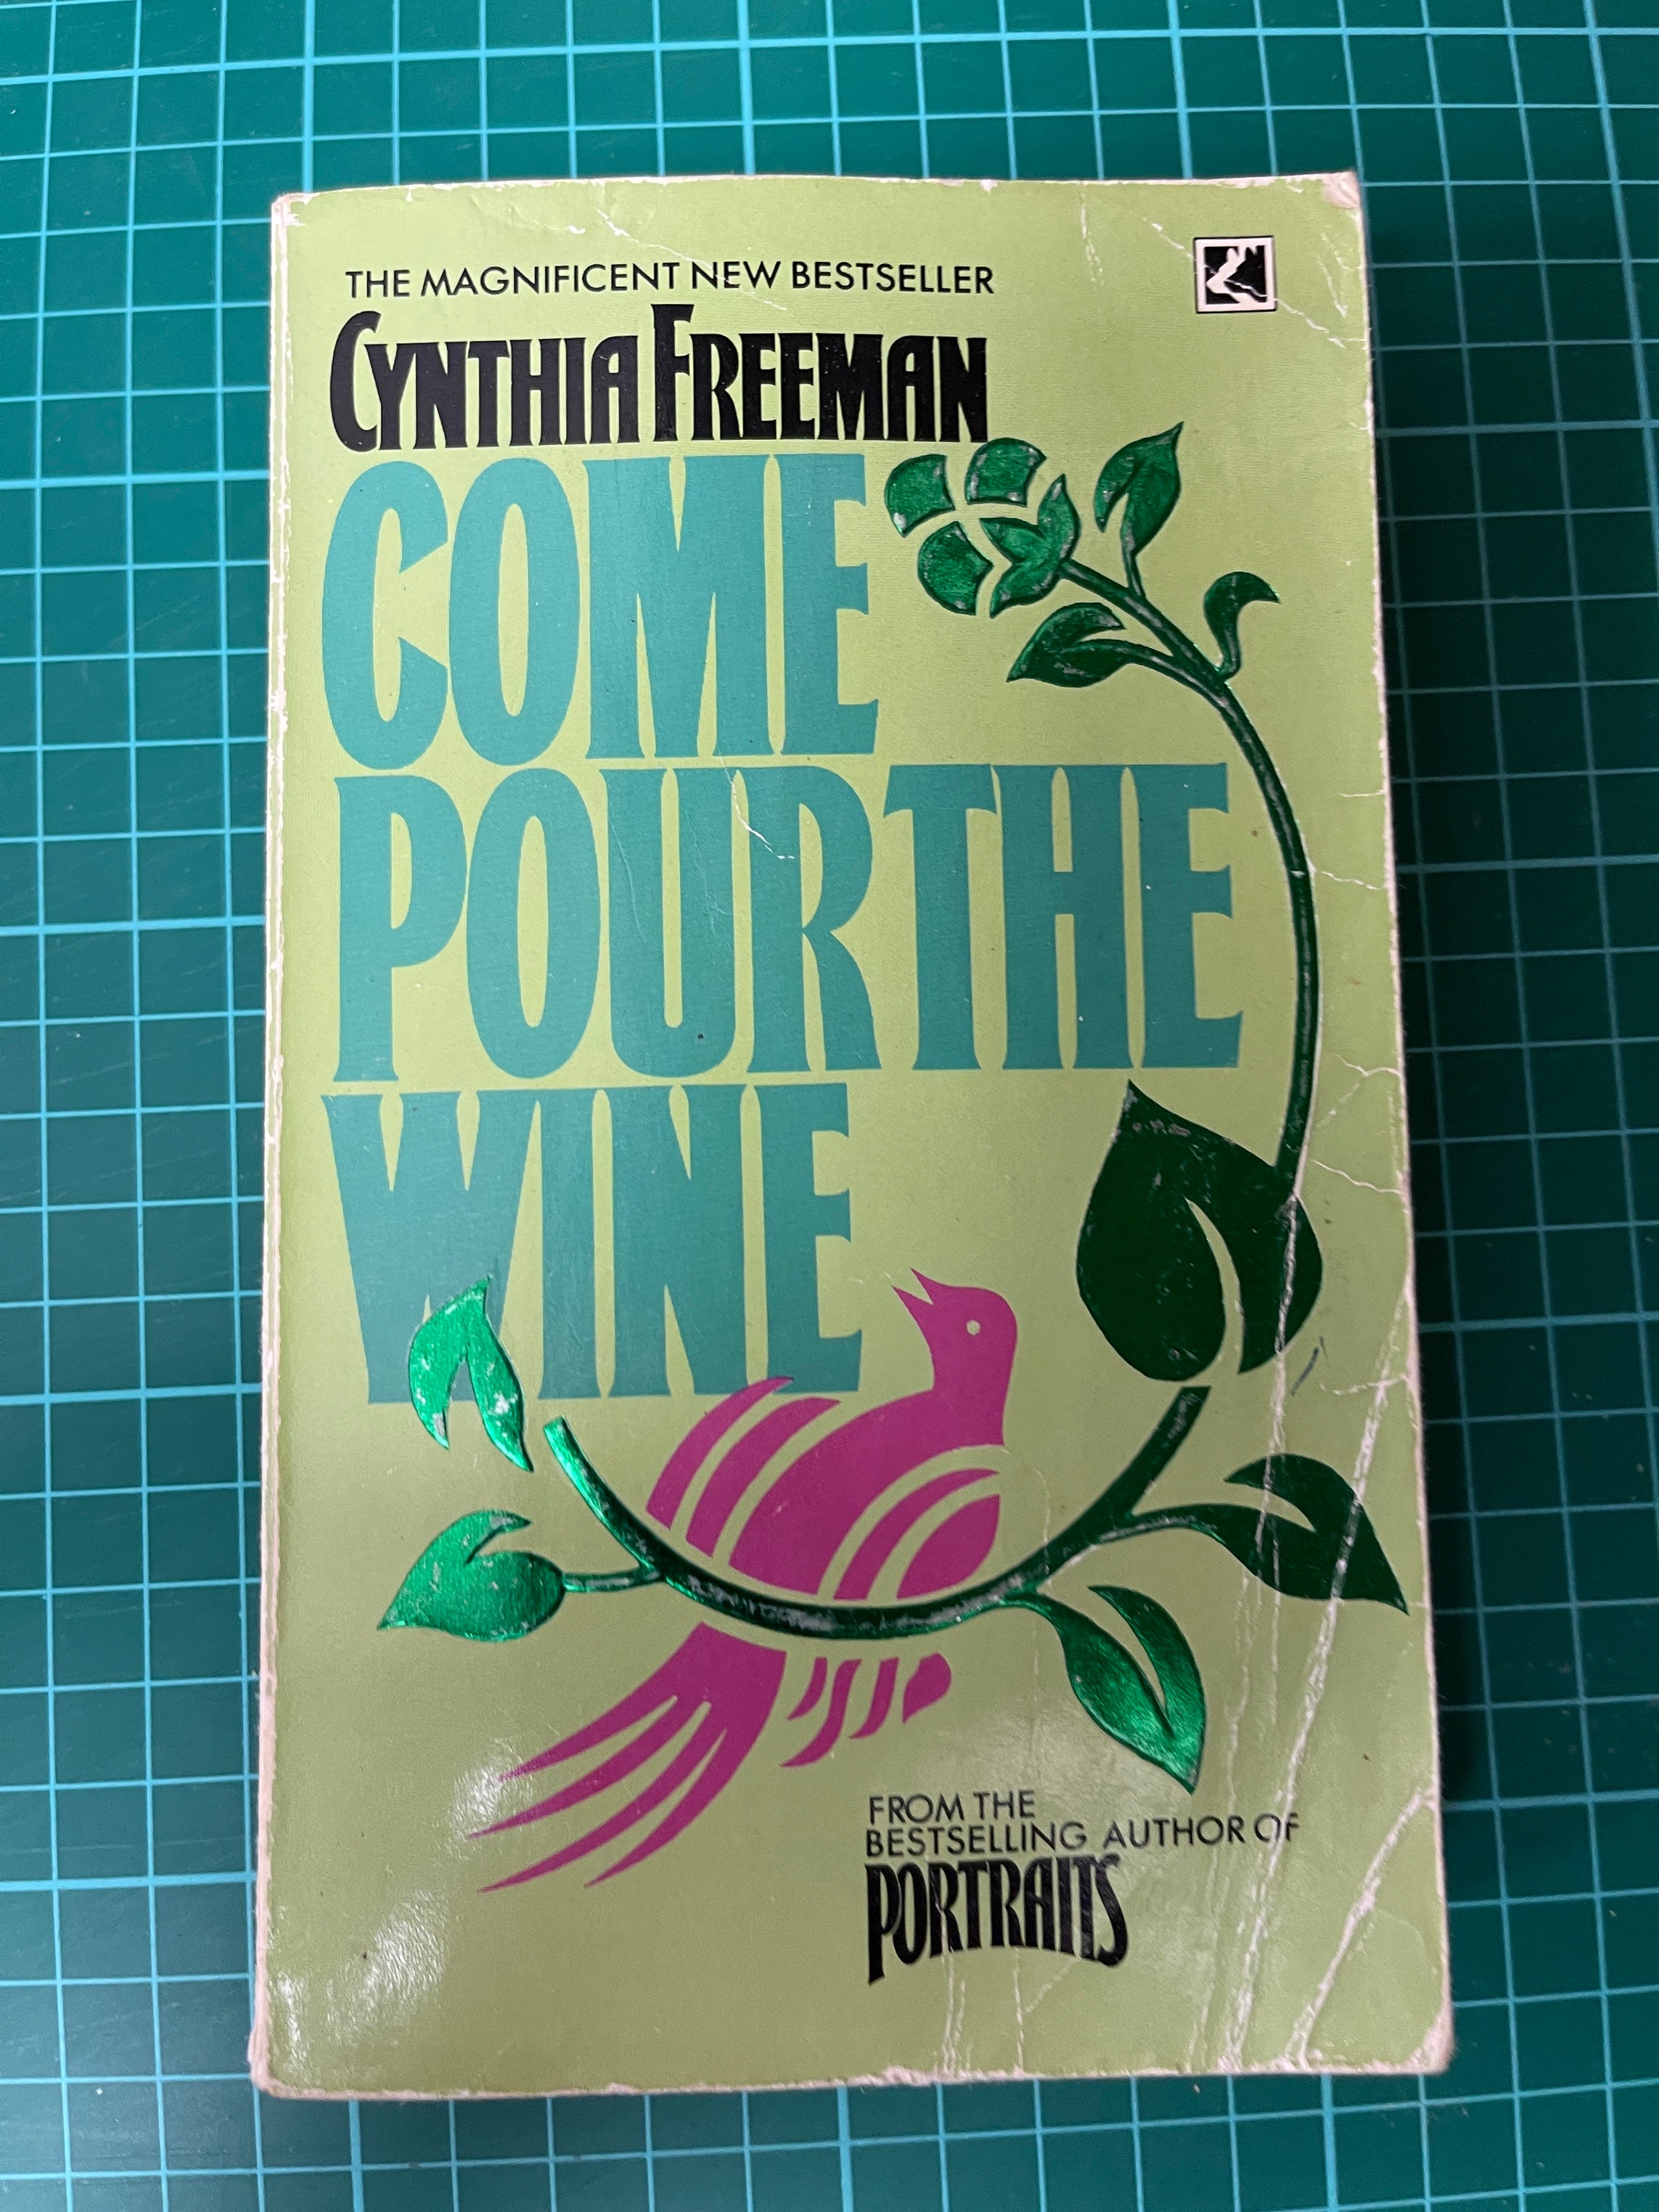 THE MAGNIFICENT NEW BESTSELLER
CYNTHIA FREEMAN
COME
POUR THE
WINE
FROM THE
BESTSELLING AUTHOR OF
PORTRAITS